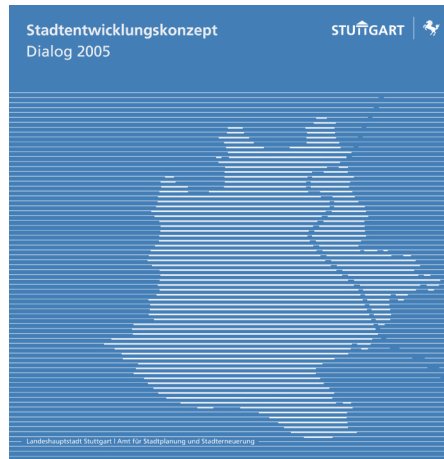 Stadtentwicklungskonzept
Dialog 2005
STUTTGART
Landeshauptstadt Stuttgart I Amt für Stadtplanung und Stadterneuerung